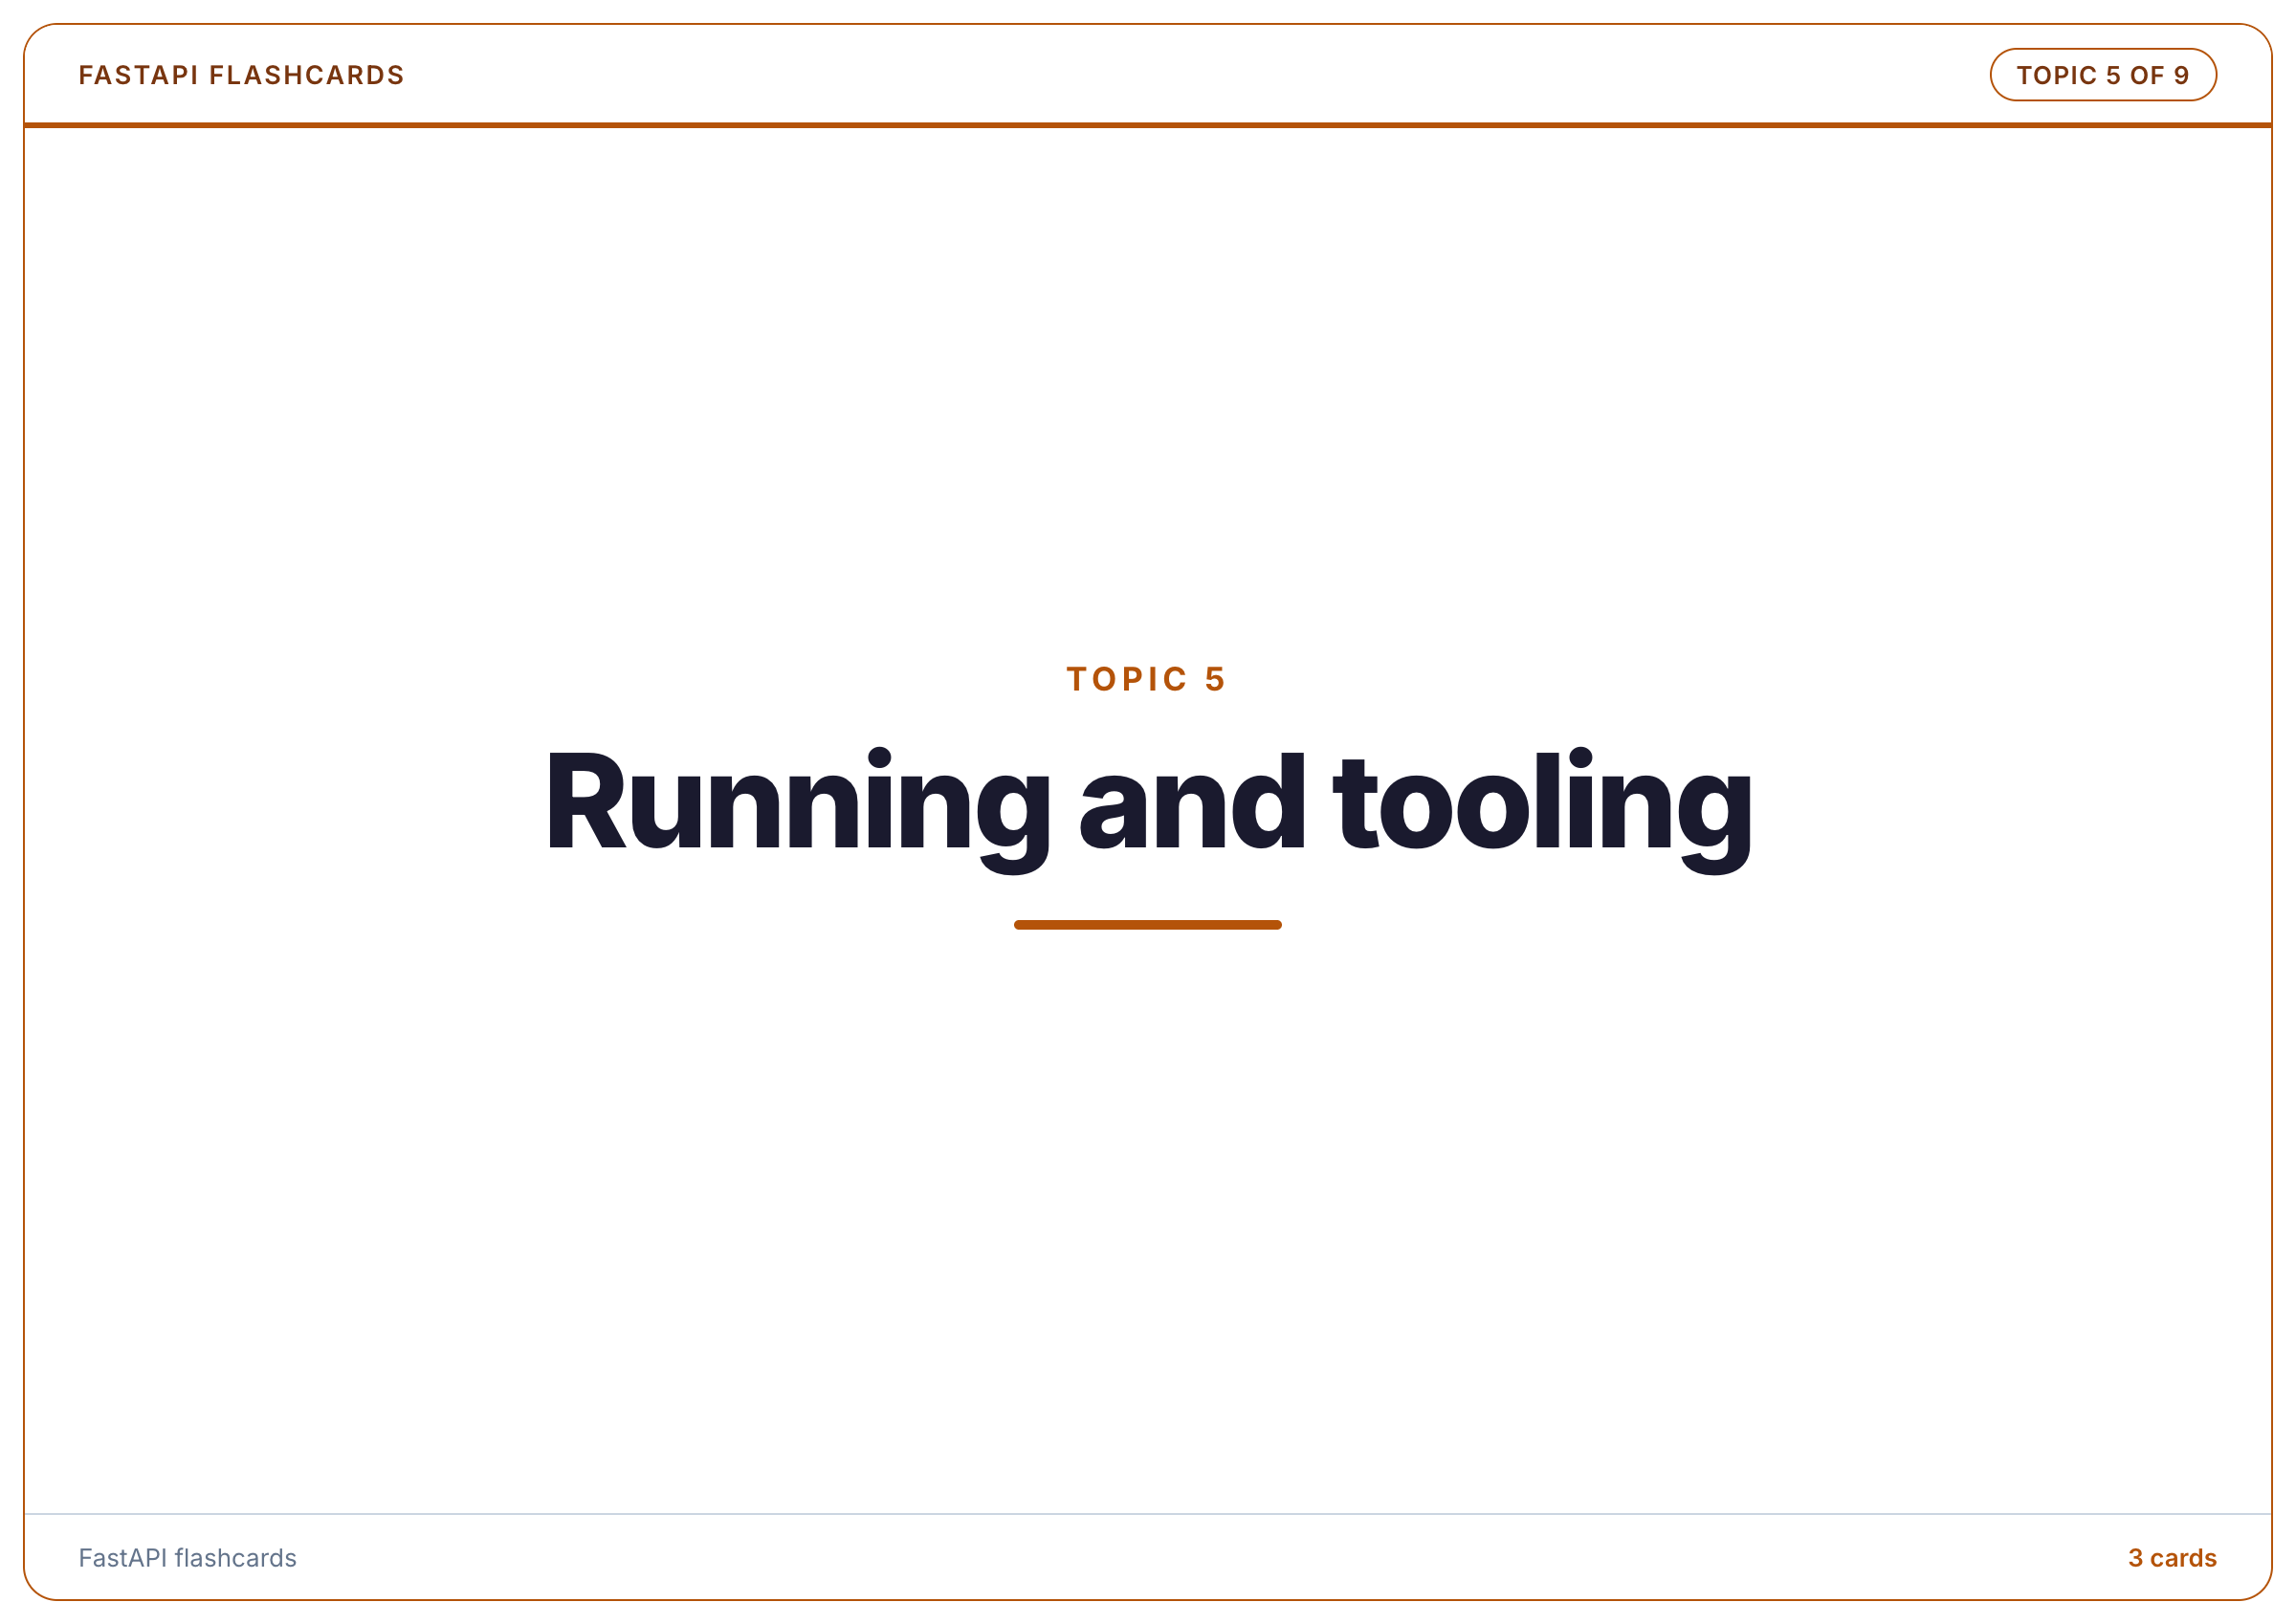 FASTAPI FLASHCARDS
TOPIC 5 OF 9
TOPIC 5
Running and tooling
FastAPI flashcards
3 cards